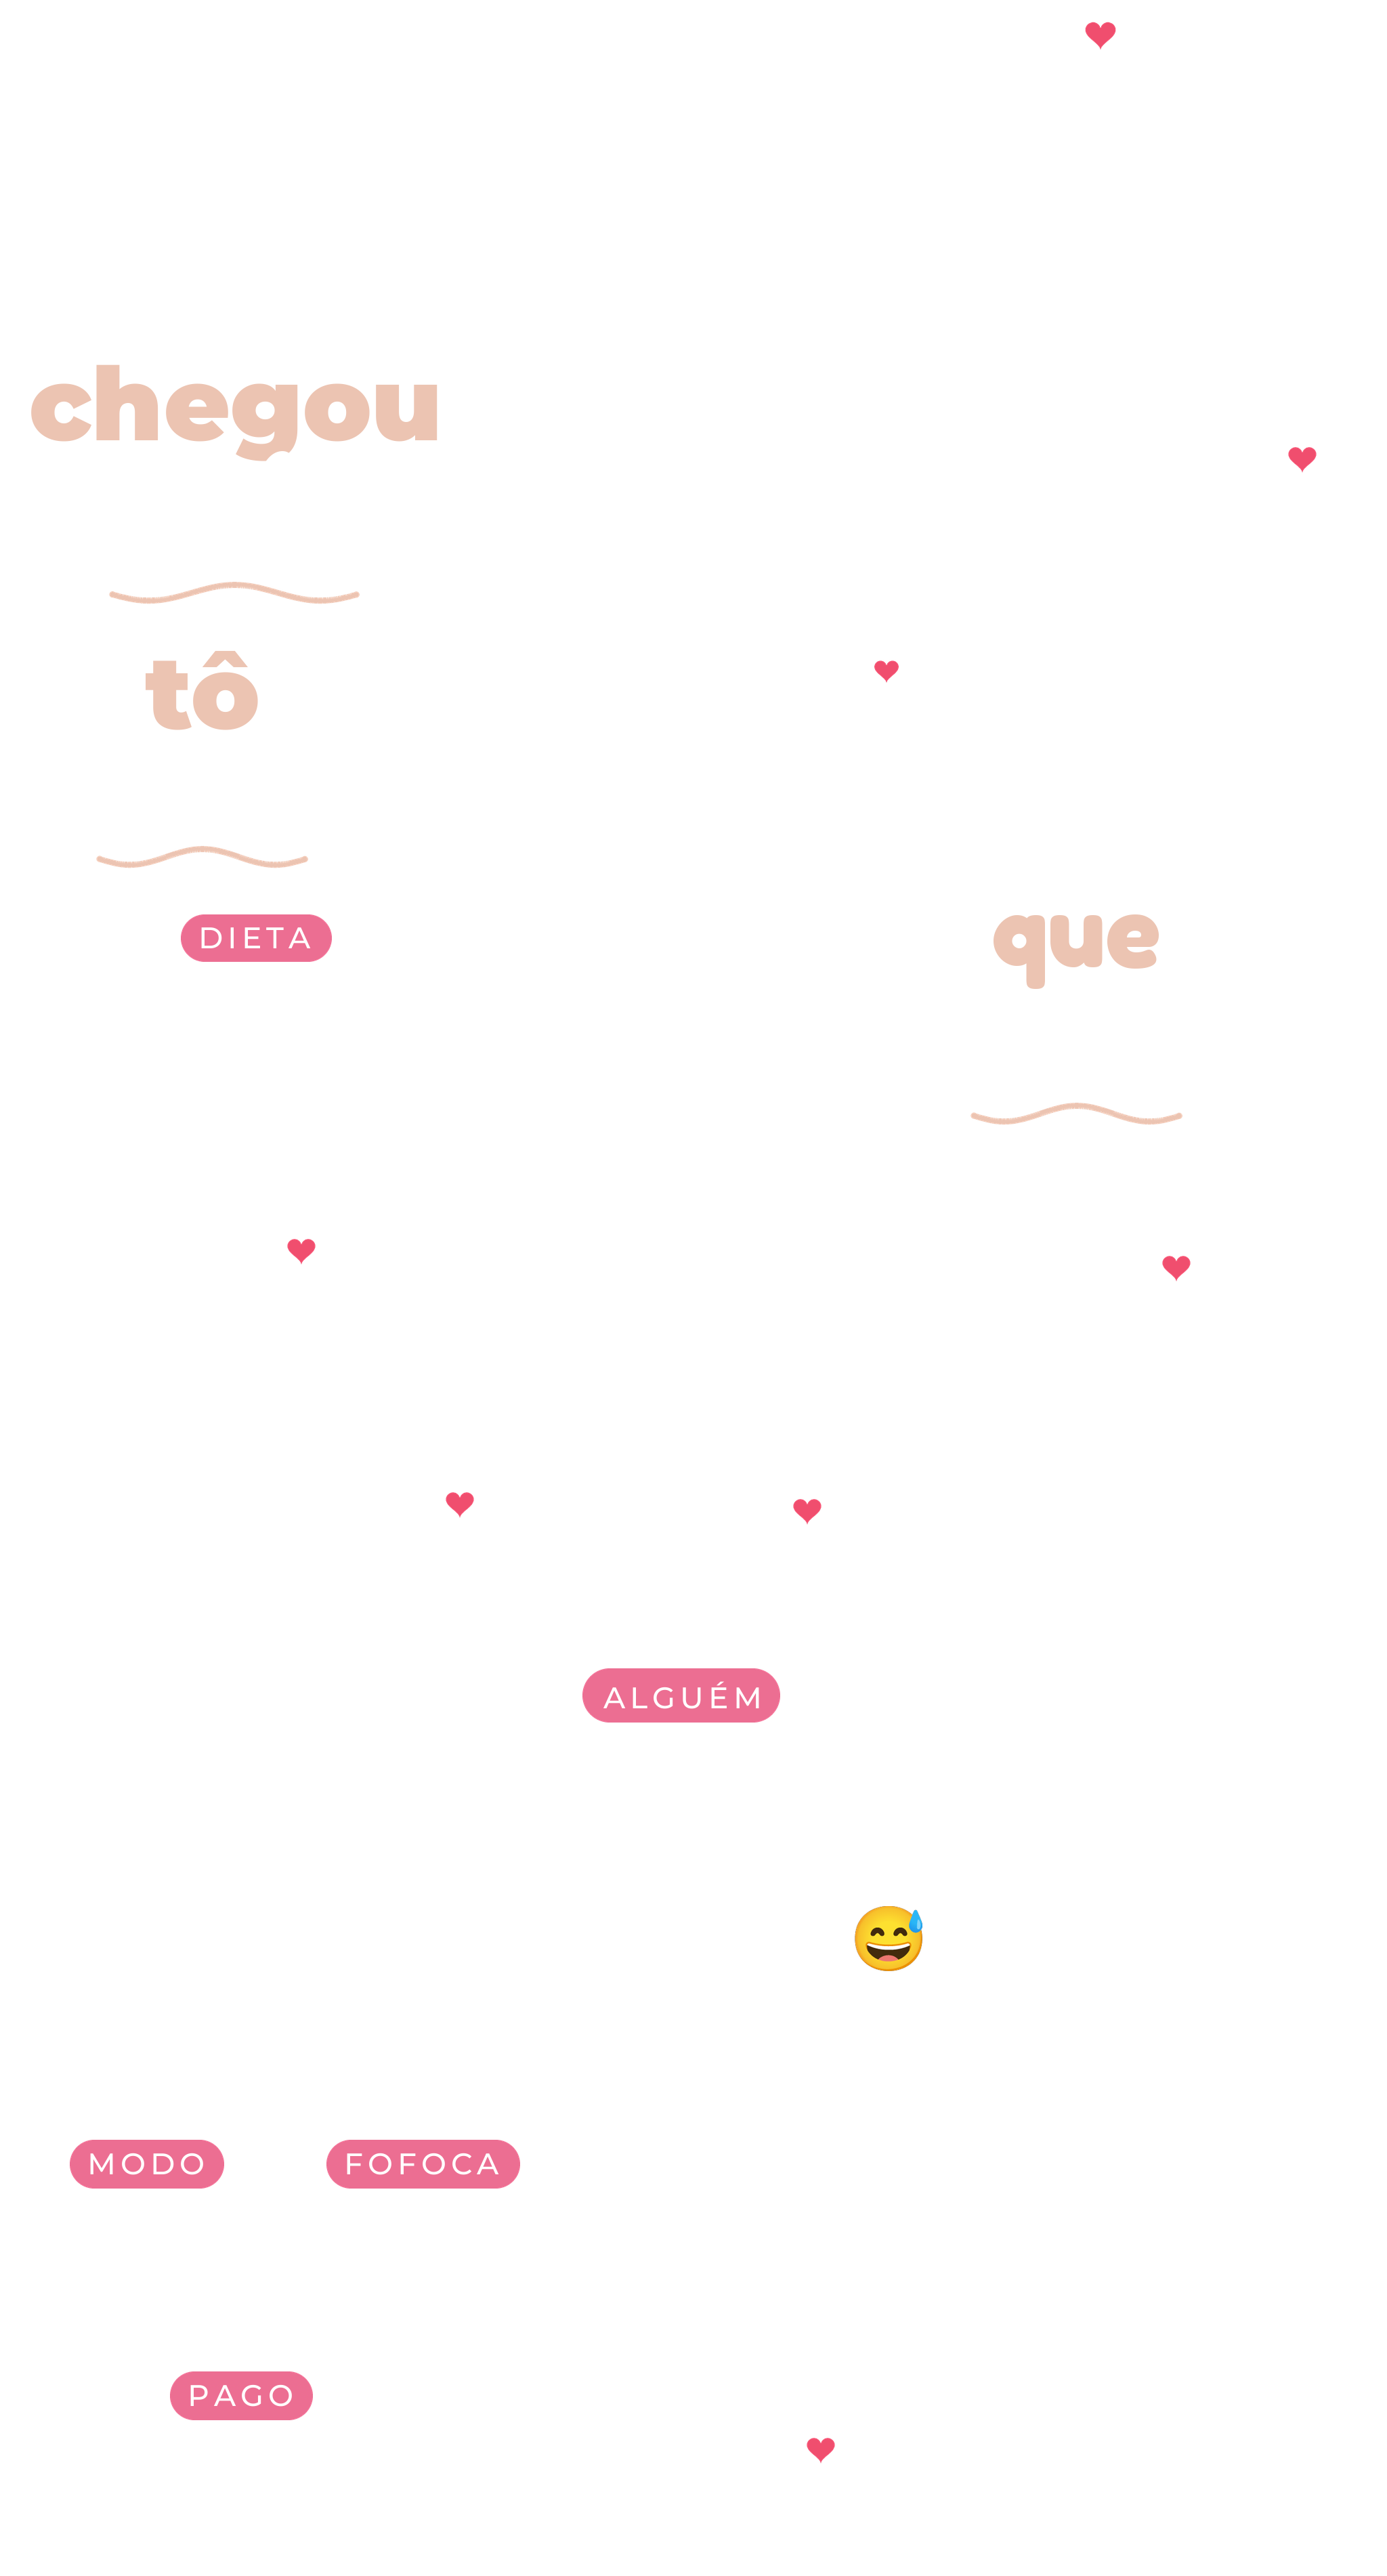 chegou
tô
DIETA
que
ALGUÉM
😅
MODO FOFOCA
PAGO